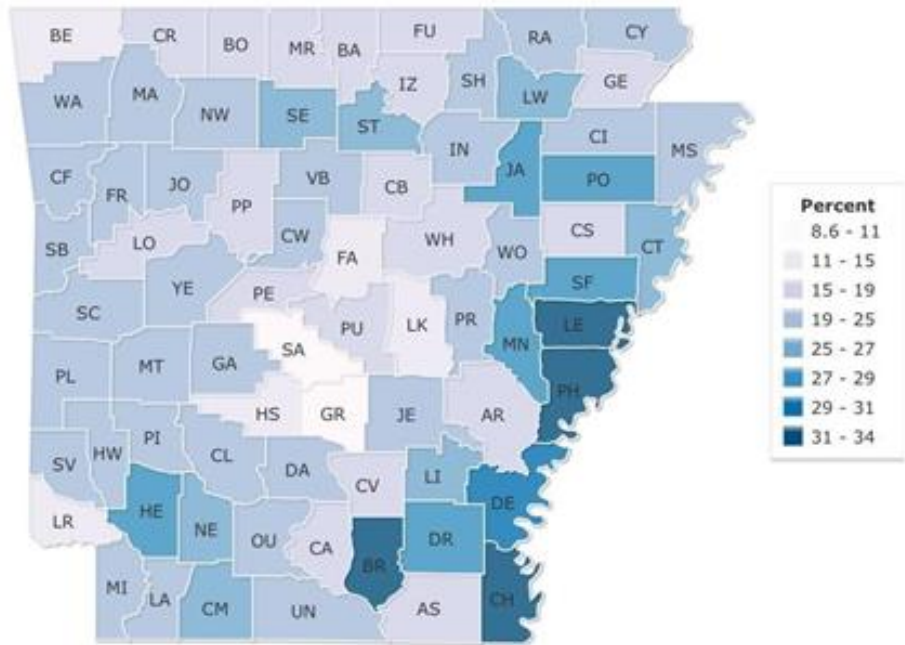 BE CR BO MR BA FU RA CY
WA MA NW SE ST IZ SH LW GE
CF FR JO VB IN JA CI MS
PP CB PO
SB LO CW FA WH WO CS CT
SC YE PE PU LK PR SF
SA MN LE
PL MT GA PH
HS GR JE AR
SV HW PI CL DA CV LI DE
LR HE NE OU CA BR DR
MI LA CM UN AS CH
Percent
8.6 - 11
11 - 15
15 - 19
19 - 25
25 - 27
27 - 29
29 - 31
31 - 34